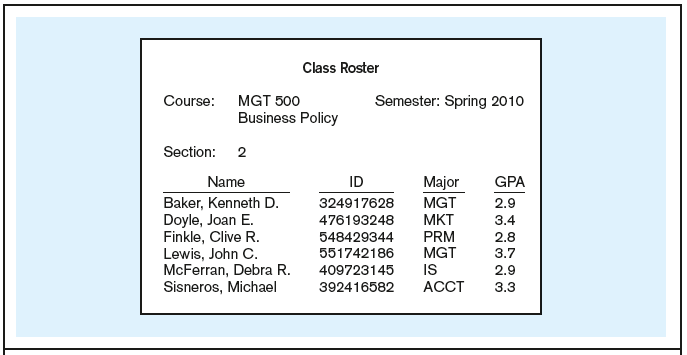 Class Roster
Course: MGT 500 Semester: Spring 2010
Business Policy
Section: 2
Name ID Major GPA
Baker, Kenneth D. 324917628 MGT 2.9
Doyle, Joan E. 476193248 MKT 3.4
Finkle, Clive R. 548429344 PRM 2.8
Lewis, John C. 551742186 MGT 3.7
McFerran, Debra R. 409723145 IS 2.9
Sisneros, Michael 392416582 ACCT 3.3